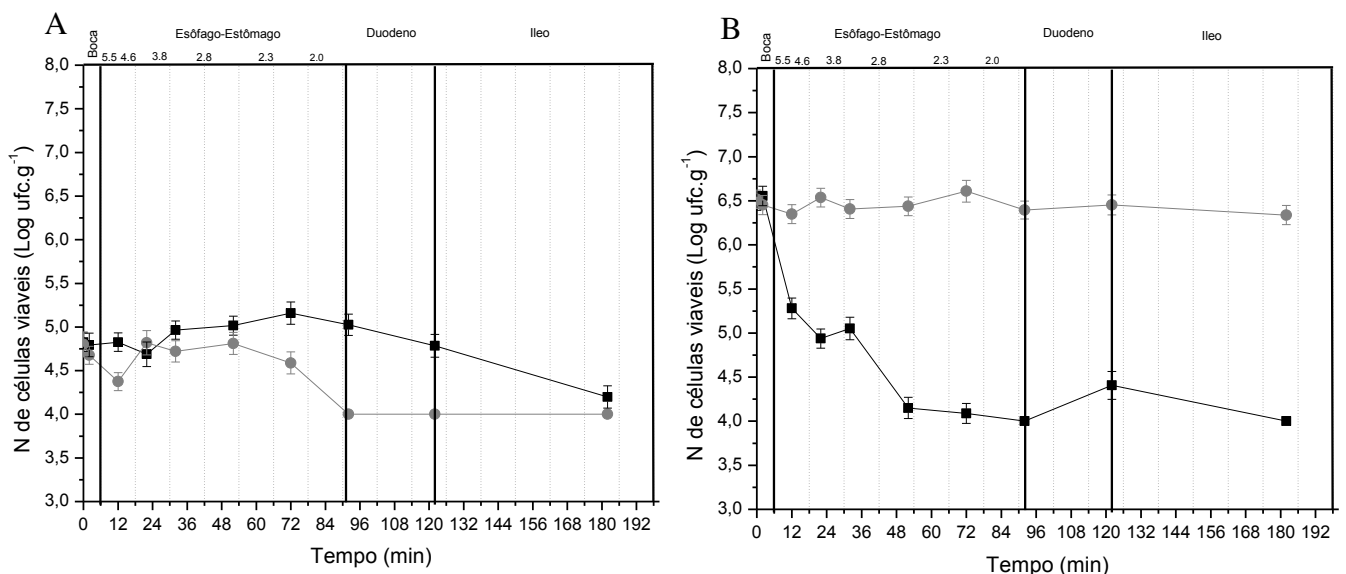 A
Boca
Esôfago-Estômago
Duodeno
Ileo
5.5 4.6 3.8 2.8 2.3 2.0
8,0
7,5
7,0
6,5
6,0
5,5
5,0
4,5
4,0
3,5
3,0
N de células viaveis (Log ufc.g-1)
0 12 24 36 48 60 72 84 96 108 120 132 144 156 168 180 192
Tempo (min)
B
Boca
Esôfago-Estômago
Duodeno
Ileo
5.5 4.6 3.8 2.8 2.3 2.0
8,0
7,5
7,0
6,5
6,0
5,5
5,0
4,5
4,0
3,5
3,0
N de células viaveis (Log ufc.g-1)
0 12 24 36 48 60 72 84 96 108 120 132 144 156 168 180 192
Tempo (min)